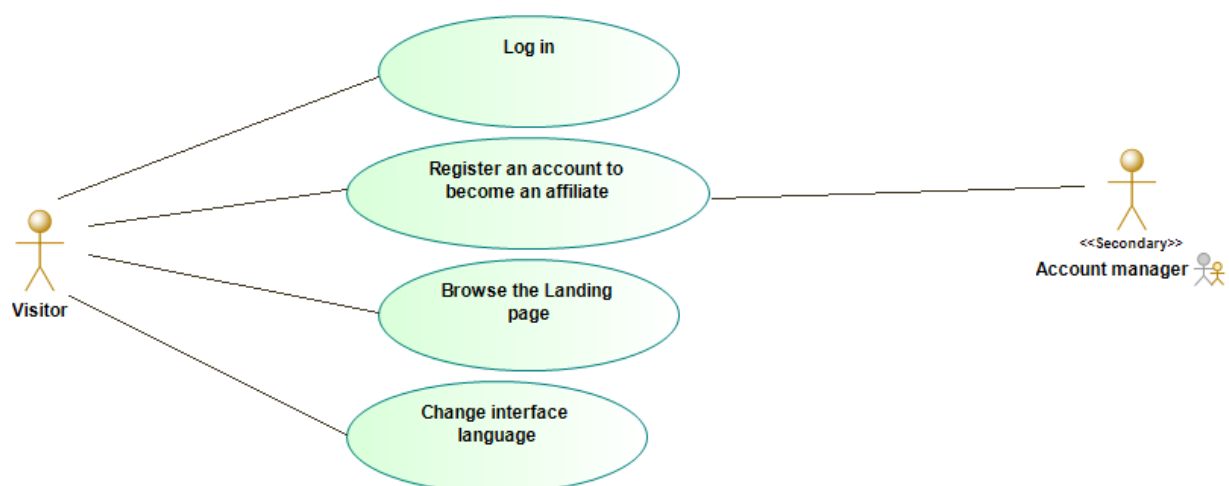 Log in
Register an account to
become an affiliate
<<Secondary>>
Account manager
Visitor
Browse the Landing
page
Change interface
language